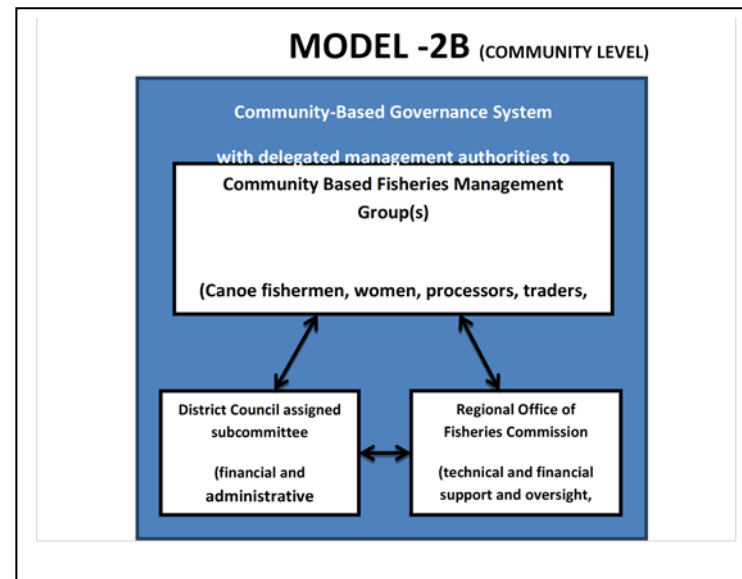 MODEL -2B (COMMUNITY LEVEL)
Community-Based Governance System
with delegated management authorities to
Community Based Fisheries Management
Group(s)
(Canoe fishermen, women, processors, traders,
District Council assigned
subcommittee
(financial and
administrative
Regional Office of
Fisheries Commission
(technical and financial
support and oversight,